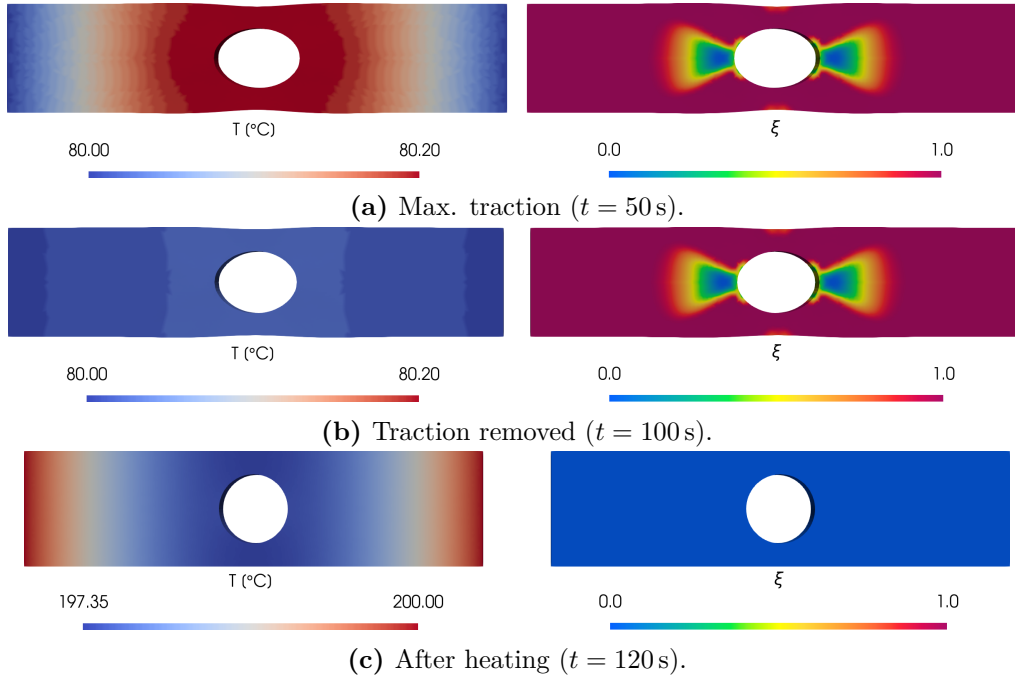 T (°C) ξ
80.00 80.20 0.0 1.0
(a) Max. traction (t = 50 s).
T (°C) ξ
80.00 80.20 0.0 1.0
(b) Traction removed (t = 100 s).
T (°C) ξ
197.35 200.00 0.0 1.0
(c) After heating (t = 120 s).